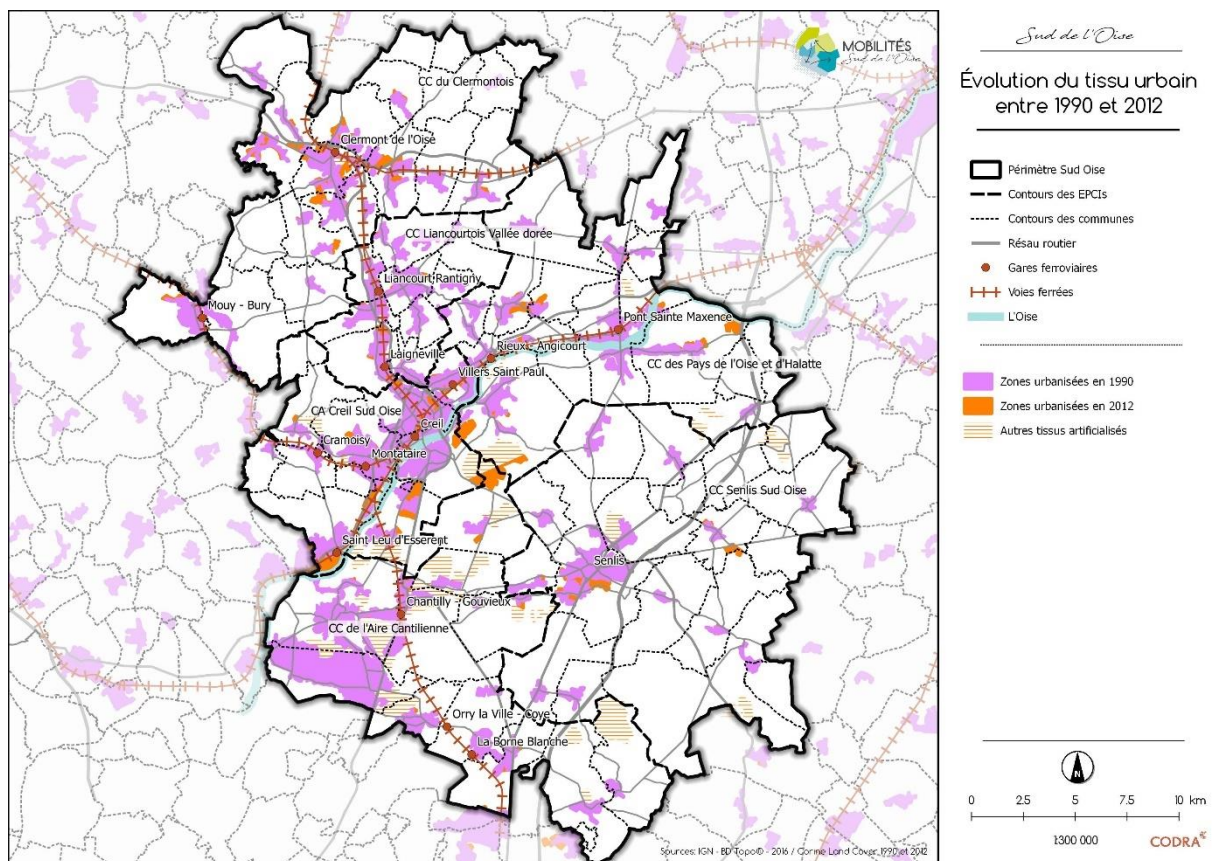 MOBILITÉS
Sud de l'Oise
CC du Clermontois
Clermont de l'Oise
CC Liancourtois Vallée dorée
Liancourt Rantigny
Mouy - Bury
Pont Sainte Maxence
Laigneville
Rieux - Angicourt
CC des Pays de l'Oise et d'Halatte
Villers Saint Paul
CA Creil Sud Oise
Creil
Cramoisy
Montataire
CC Senlis Sud Oise
Saint Leu d'Esserent
Senlis
Chantilly - Gouvieux
CC de l'Aire Cantilienne
Orry la Ville - Coye
La Borne Blanche
Sources: IGN - BD Topo© - 2016 / Corine Land Cover, 1990 et 2012
Sud de l'Oise
Évolution du tissu urbain
entre 1990 et 2012
Périmètre Sud Oise
Contours des EPCIs
Contours des communes
Résau routier
Gares ferroviaires
Voies ferrées
L'Oise
Zones urbanisées en 1990
Zones urbanisées en 2012
Autres tissus artificialisés
N
0 2.5 5 7.5 10 km
1:300 000
CODRA